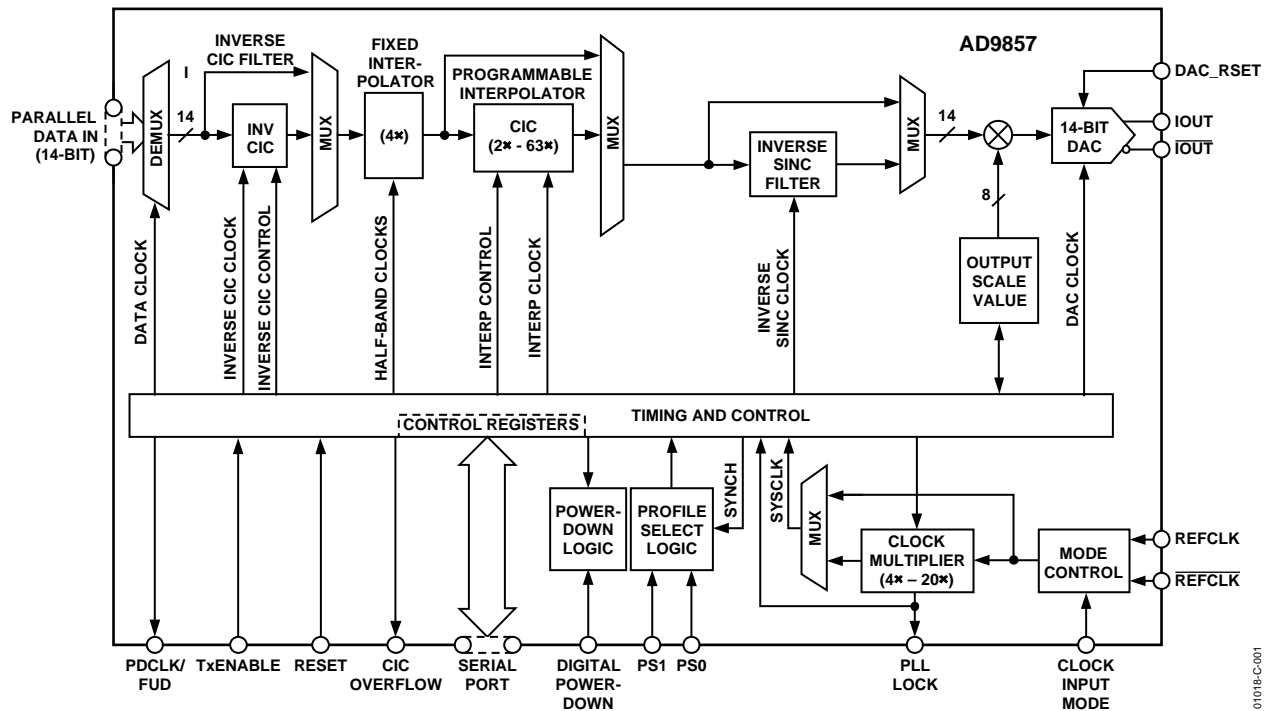 AD9857
INVERSE
CIC FILTER
I
FIXED
INTER-
POLATOR
PROGRAMMABLE
INTERPOLATOR
DAC_RSET
PARALLEL
DATA IN
(14-BIT)
DEMUX
14
INV
CIC
MUX
(4×)
CIC
(2× - 63×)
MUX
INVERSE
SINC
FILTER
MUX
14
8
14-BIT
DAC
IOUT
IOUT
OUTPUT
SCALE
VALUE
DATA CLOCK
INVERSE CIC CLOCK
INVERSE CIC CONTROL
HALF-BAND CLOCKS
INTERP CONTROL
INTERP CLOCK
INVERSE
SINC CLOCK
DAC CLOCK
TIMING AND CONTROL
CONTROL REGISTERS
POWER-
DOWN
LOGIC
PROFILE
SELECT
LOGIC
SYNCH
SYSCLK
MUX
CLOCK
MULTIPLIER
(4× – 20×)
MODE
CONTROL
REFCLK
REFCLK
PDCLK/
FUD
TxENABLE
RESET
CIC
OVERFLOW
SERIAL
PORT
DIGITAL
POWER-
DOWN
PS1
PS0
PLL
LOCK
CLOCK
INPUT
MODE
01018-C-001